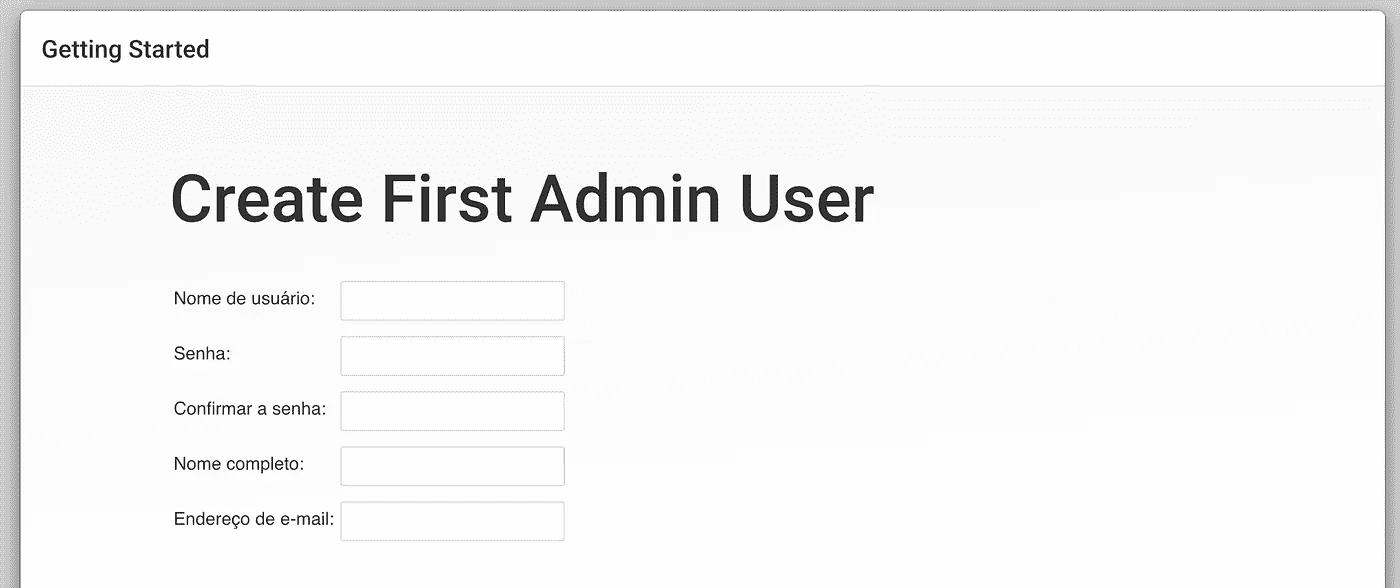 Getting Started
Create First Admin User
Nome de usuário:
Senha:
Confirmar a senha:
Nome completo:
Endereço de e-mail: